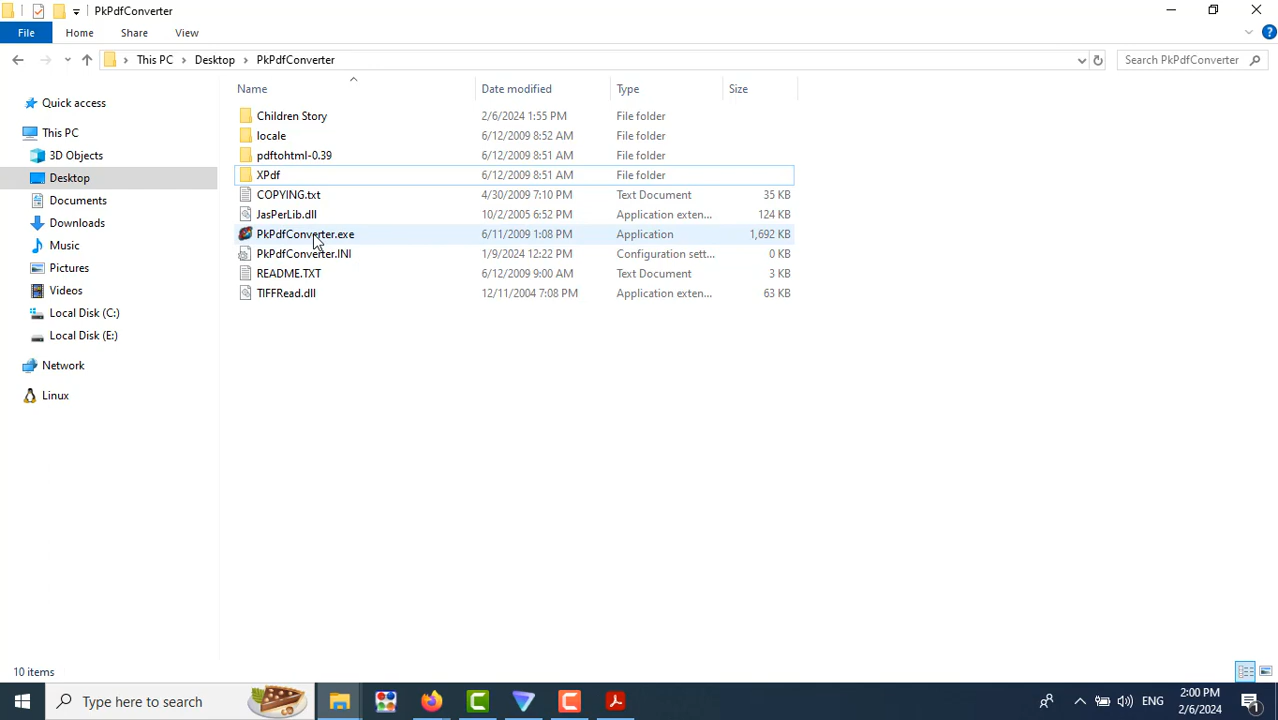 PkPdfConverter
File Home Share View
This PC Desktop PkPdfConverter Search PkPdfConverter
Name Date modified Type Size
Quick access
This PC
3D Objects
Desktop
Documents
Downloads
Music
Pictures
Videos
Local Disk (C:)
Local Disk (E:)
Network
Linux
Children Story 2/6/2024 1:55 PM File folder
locale 6/12/2009 8:52 AM File folder
pdftohtml-0.39 6/12/2009 8:51 AM File folder
XPdf 6/12/2009 8:51 AM File folder
COPYING.txt 4/30/2009 7:10 PM Text Document 35 KB
JasPerLib.dll 10/2/2005 6:52 PM Application exten... 124 KB
PkPdfConverter.exe 6/11/2009 1:08 PM Application 1,692 KB
PkPdfConverter.INI 1/9/2024 12:22 PM Configuration sett... 0 KB
README.TXT 6/12/2009 9:00 AM Text Document 3 KB
TIFFRead.dll 12/11/2004 7:08 PM Application exten... 63 KB
10 items
Type here to search
ENG
2:00 PM
2/6/2024
1